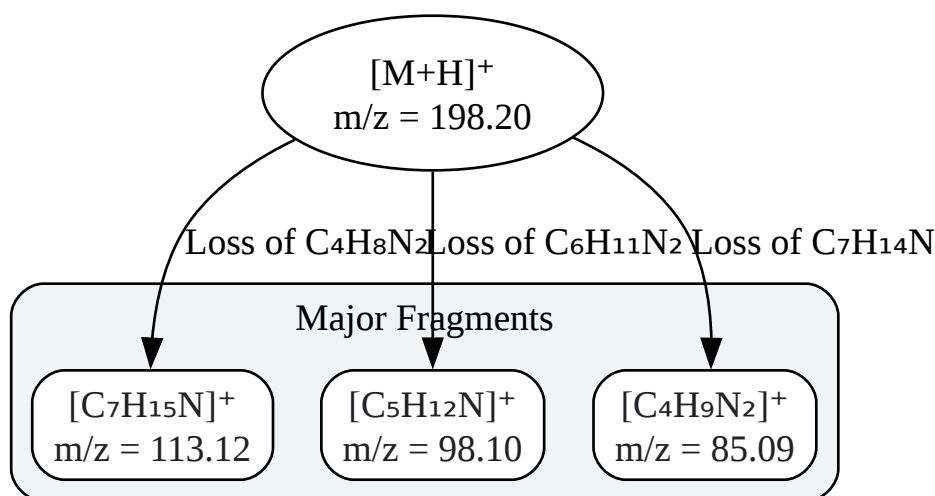 [M+H]⁺
m/z = 198.20
Loss of C₄H₈N₂
Loss of C₆H₁₁N₂
Loss of C₇H₁₄N
Major Fragments
[C₇H₁₅N]⁺
m/z = 113.12
[C₅H₁₂N]⁺
m/z = 98.10
[C₄H₉N₂]⁺
m/z = 85.09